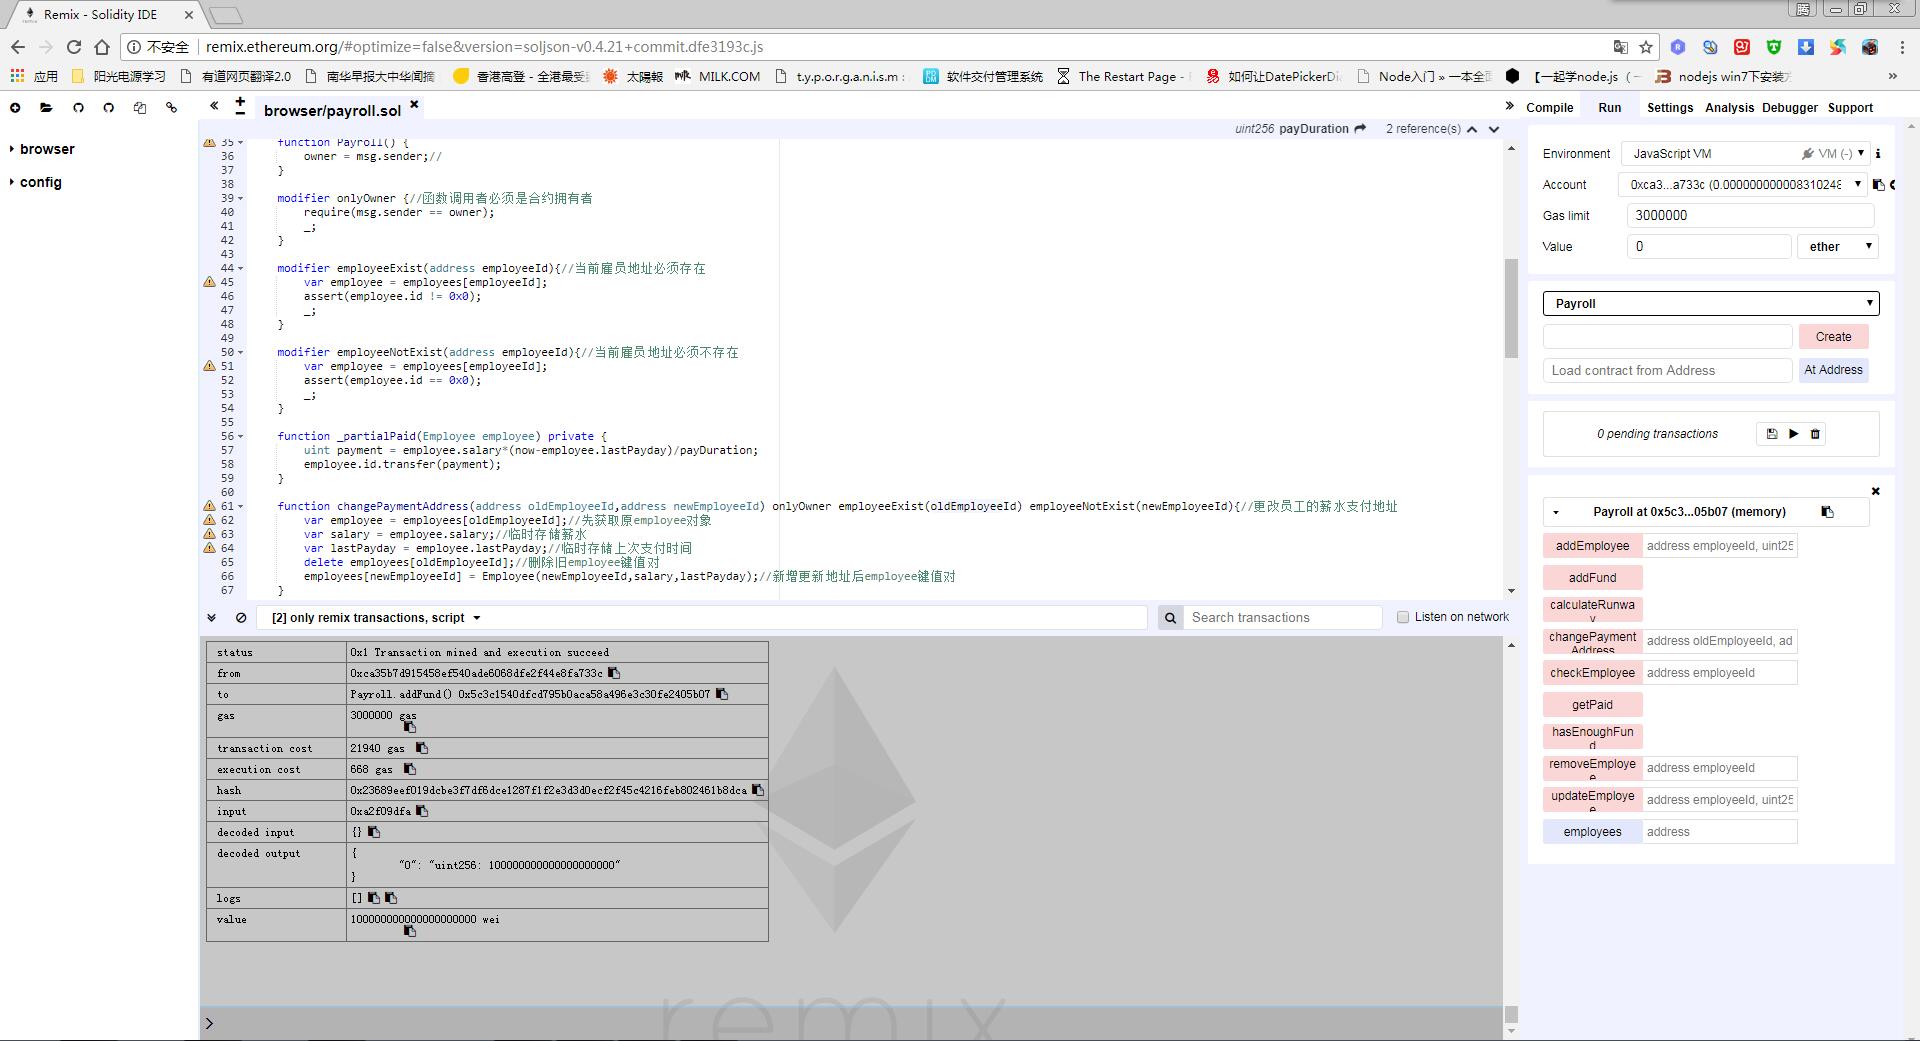 Remix - Solidity IDE
不安全 remix.ethereum.org/#optimize=false&version=soljson-v0.4.21+commit.dfe3193c.js
应用 阳光电源学习 有道网页翻译2.0 南华早报大中华新闻摘 香港高登 - 全港最受 太陽報 MILK.COM t.y.p.o.r.g.a.n.i.s.m : 软件交付管理系统 The Restart Page - 如何让DatePickerDi Node入门 » 一本全 【一起学node.js（ nodejs win7下安装
browser
config
browser/payroll.sol
uint256 payDuration 2 reference(s)
35 function Payroll() {
36 owner = msg.sender;//
37 }
38
39 modifier onlyOwner {//函数调用者必须是合约拥有者
40 require(msg.sender == owner);
41 _;
42 }
43
44 modifier employeeExist(address employeeId){//当前雇员地址必须存在
45 var employee = employees[employeeId];
46 assert(employee.id != 0x0);
47 _;
48 }
49
50 modifier employeeNotExist(address employeeId){//当前雇员地址必须不存在
51 var employee = employees[employeeId];
52 assert(employee.id == 0x0);
53 _;
54 }
55
56 function _partialPaid(Employee employee) private {
57 uint payment = employee.salary*(now-employee.lastPayday)/payDuration;
58 employee.id.transfer(payment);
59 }
60
61 function changePaymentAddress(address oldEmployeeId,address newEmployeeId) onlyOwner employeeExist(oldEmployeeId) employeeNotExist(newEmployeeId){//更改员工的薪水支付地址
62 var employee = employees[oldEmployeeId];//先获取原employee对象
63 var salary = employee.salary;//临时存储薪水
64 var lastPayday = employee.lastPayday;//临时存储上次支付时间
65 delete employees[oldEmployeeId];//删除旧employee键值对
66 employees[newEmployeeId] = Employee(newEmployeeId,salary,lastPayday);//新增更新地址后employee键值对
67 }
[2] only remix transactions, script
Search transactions
Listen on network
status 0x1 Transaction mined and execution succeed
from 0xca35b7d915458ef540ade6068dfe2f44e8fa733c
to Payroll.addFund() 0x5c3c1540dfcd795b0aca58a496e3c30fe2405b07
gas 3000000 gas
transaction cost 21940 gas
execution cost 668 gas
hash 0x23689eef019dcbe3f7df6dce1287f1f2e3d3d0ecf2f45c4216feb802461b8dca
input 0xa2f09dfa
decoded input {}
decoded output {
"0": "uint256: 100000000000000000000"
}
logs []
value 100000000000000000000 wei
remix
>
Compile Run Settings Analysis Debugger Support
Environment JavaScript VM VM (-)
Account 0xca3...a733c (0.000000000008310248
Gas limit 3000000
Value 0 ether
Payroll
Create
Load contract from Address At Address
0 pending transactions
Payroll at 0x5c3...05b07 (memory)
addEmployee address employeeId, uint25
addFund
calculateRunwa
y
changePayment
Address address oldEmployeeId, ad
checkEmployee address employeeId
getPaid
hasEnoughFun
d
removeEmploye
e address employeeId
updateEmploye
e address employeeId, uint25
employees address